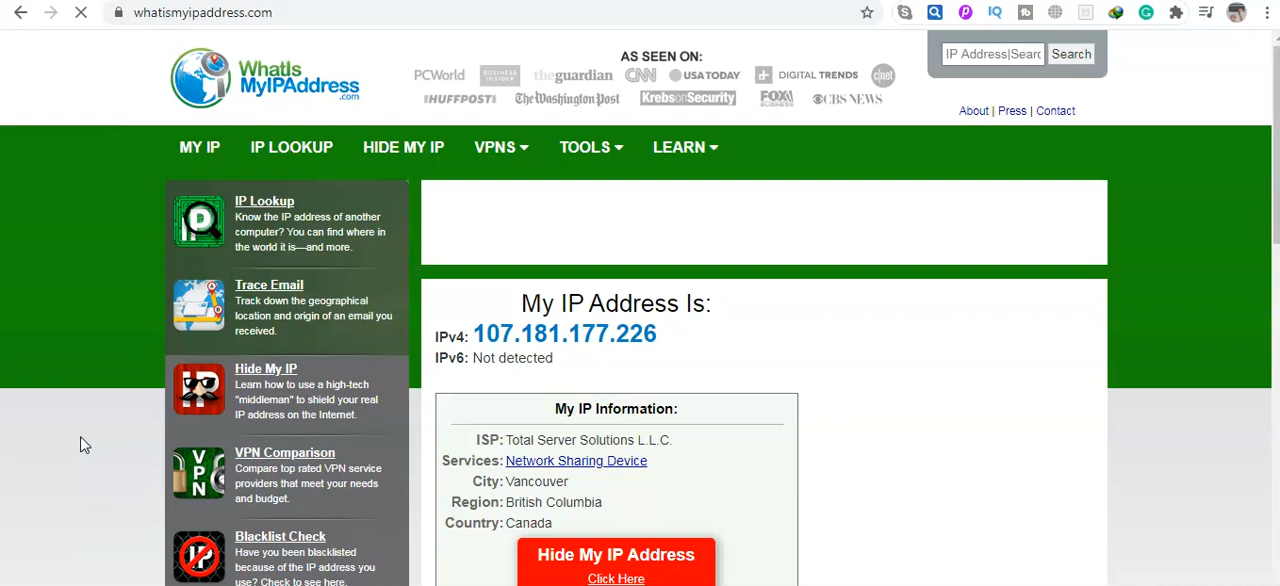 whatismyipaddress.com
WhatIs
MyIPAddress
.com
AS SEEN ON:
PCWorld BUSINESS INSIDER theguardian CNN USA TODAY DIGITAL TRENDS c|net
HUFFPOST The Washington Post KrebsonSecurity FOX BUSINESS CBS NEWS
IP Address|Searc Search
About | Press | Contact
MY IP IP LOOKUP HIDE MY IP VPNS TOOLS LEARN
IP Lookup
Know the IP address of another
computer? You can find where in
the world it is—and more.
Trace Email
Track down the geographical
location and origin of an email you
received.
Hide My IP
Learn how to use a high-tech
"middleman" to shield your real
IP address on the Internet.
VPN Comparison
Compare top rated VPN service
providers that meet your needs
and budget.
Blacklist Check
Have you been blacklisted
because of the IP address you
use? Check to see here.
My IP Address Is:
IPv4: 107.181.177.226
IPv6: Not detected
My IP Information:
ISP: Total Server Solutions L.L.C.
Services: Network Sharing Device
City: Vancouver
Region: British Columbia
Country: Canada
Hide My IP Address
Click Here